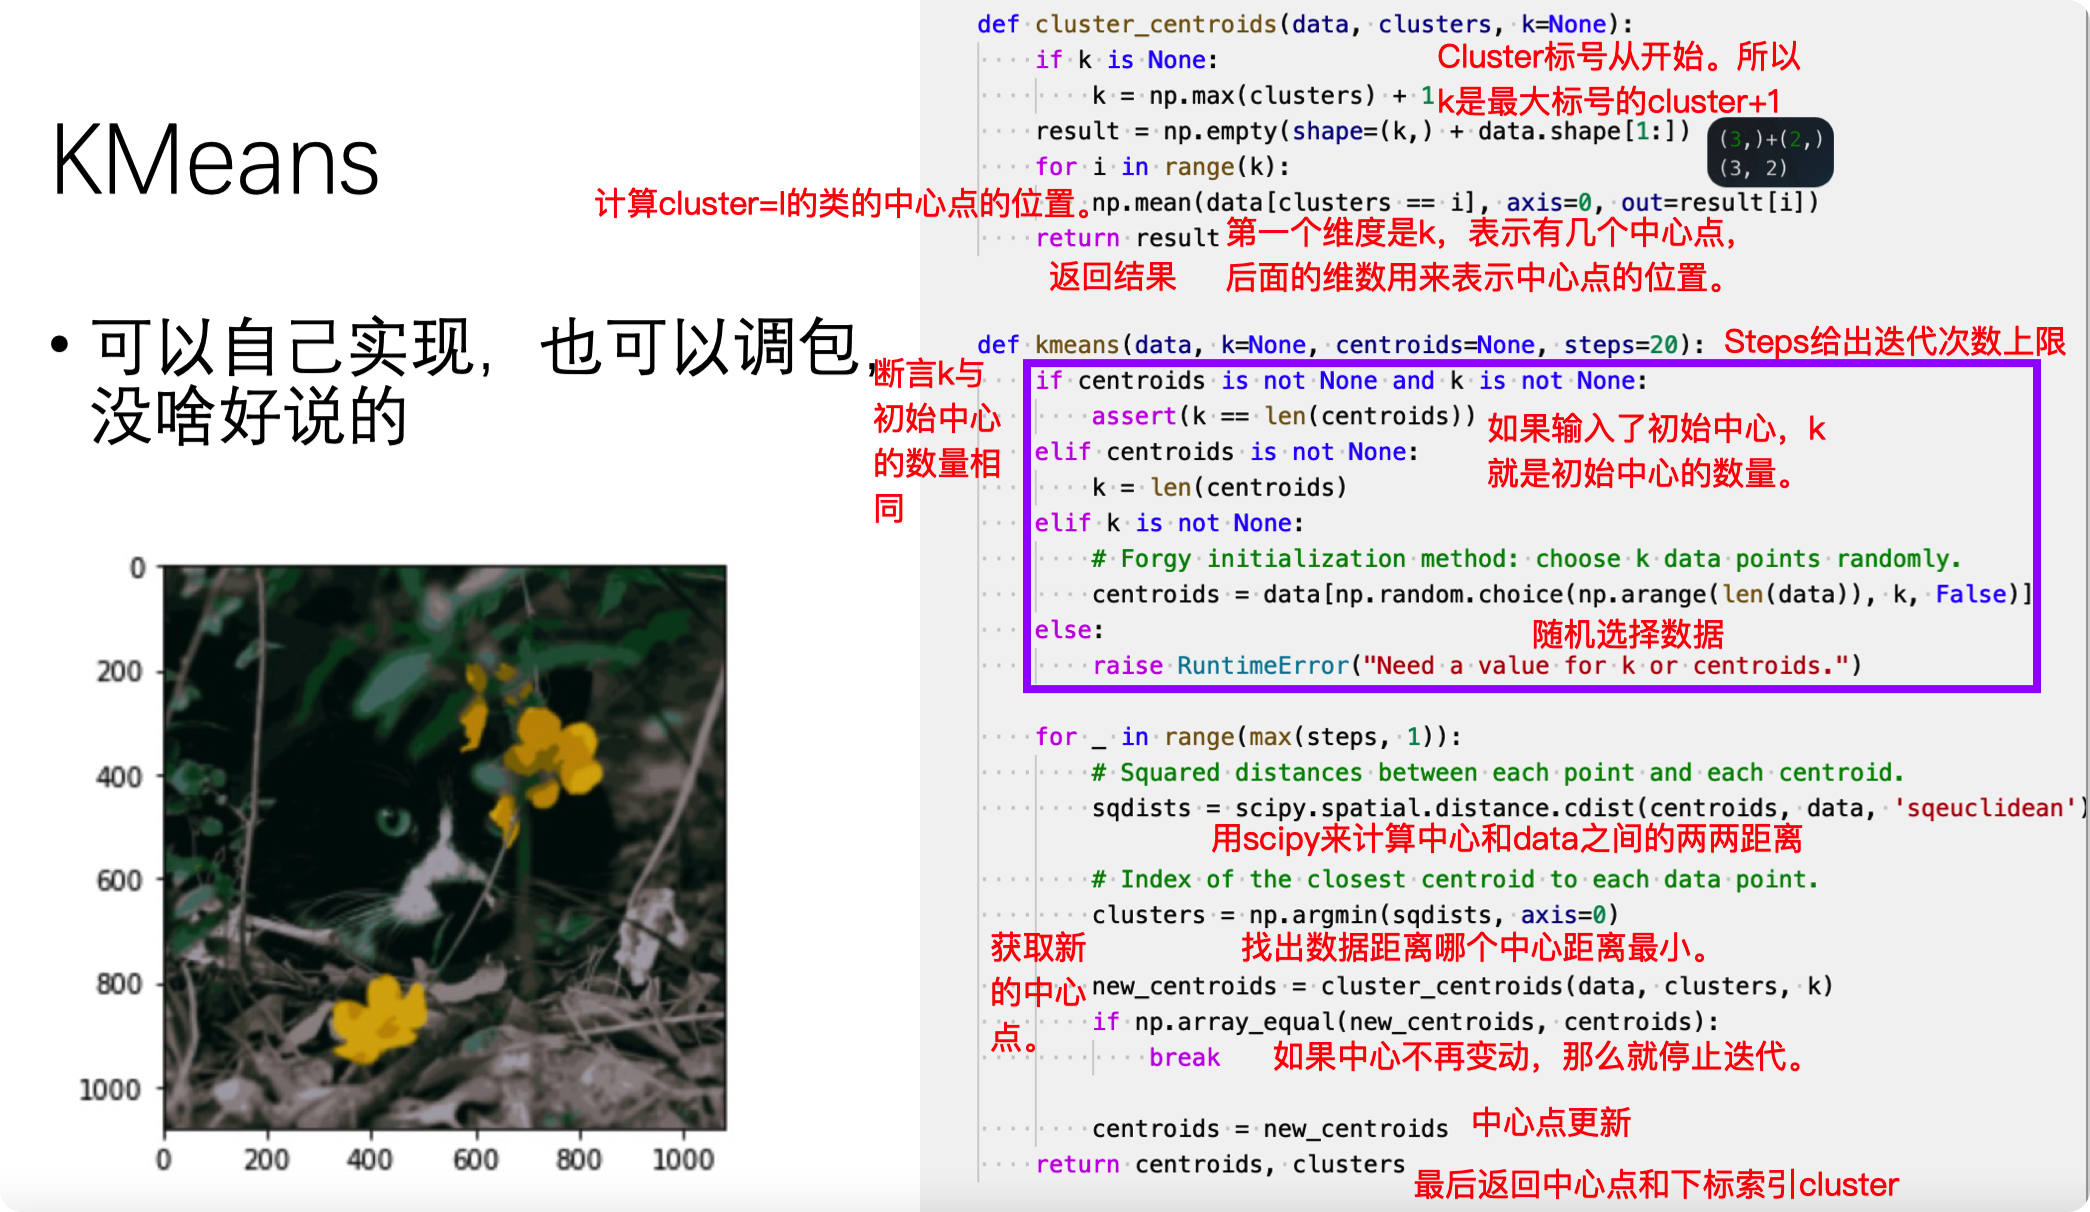 KMeans
• 可以自己实现，也可以调包，
没啥好说的
0
200
400
600
800
1000
0 200 400 600 800 1000
def cluster_centroids(data, clusters, k=None):
if k is None:
Cluster标号从开始。所以
k = np.max(clusters) + 1
k是最大标号的cluster+1
result = np.empty(shape=(k,) + data.shape[1:])
(3,)+(2,)
(3, 2)
for i in range(k):
计算cluster=I的类的中心点的位置。
np.mean(data[clusters == i], axis=0, out=result[i])
return result
第一个维度是k，表示有几个中心点，
返回结果
后面的维数用来表示中心点的位置。
def kmeans(data, k=None, centroids=None, steps=20):
Steps给出迭代次数上限
断言k与
初始中心
的数量相
同
if centroids is not None and k is not None:
assert(k == len(centroids))
如果输入了初始中心，k
就是初始中心的数量。
elif centroids is not None:
k = len(centroids)
elif k is not None:
# Forgy initialization method: choose k data points randomly.
centroids = data[np.random.choice(np.arange(len(data)), k, False)]
else:
随机选择数据
raise RuntimeError("Need a value for k or centroids.")
for _ in range(max(steps, 1)):
# Squared distances between each point and each centroid.
sqdists = scipy.spatial.distance.cdist(centroids, data, 'sqeuclidean')
用scipy来计算中心和data之间的两两距离
# Index of the closest centroid to each data point.
clusters = np.argmin(sqdists, axis=0)
找出数据距离哪个中心距离最小。
获取新
的中心
点。
new_centroids = cluster_centroids(data, clusters, k)
if np.array_equal(new_centroids, centroids):
break
如果中心不再变动，那么就停止迭代。
centroids = new_centroids
中心点更新
return centroids, clusters
最后返回中心点和下标索引cluster